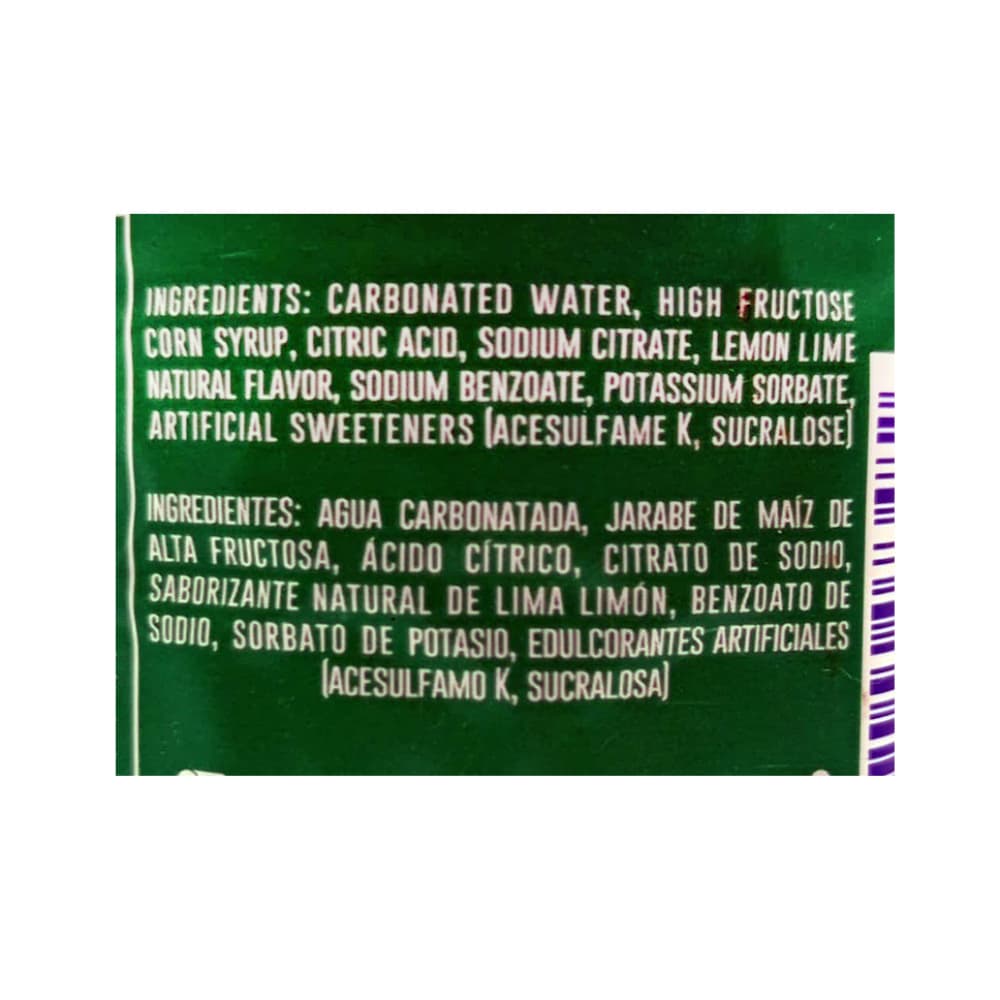 INGREDIENTS: CARBONATED WATER, HIGH FRUCTOSE
CORN SYRUP, CITRIC ACID, SODIUM CITRATE, LEMON LIME
NATURAL FLAVOR, SODIUM BENZOATE, POTASSIUM SORBATE,
ARTIFICIAL SWEETENERS (ACESULFAME K, SUCRALOSE)
INGREDIENTES: AGUA CARBONATADA, JARABE DE MAÍZ DE
ALTA FRUCTOSA, ÁCIDO CÍTRICO, CITRATO DE SODIO,
SABORIZANTE NATURAL DE LIMA LIMÓN, BENZOATO DE
SODIO, SORBATO DE POTASIO, EDULCORANTES ARTIFICIALES
(ACESULFAMO K, SUCRALOSA)